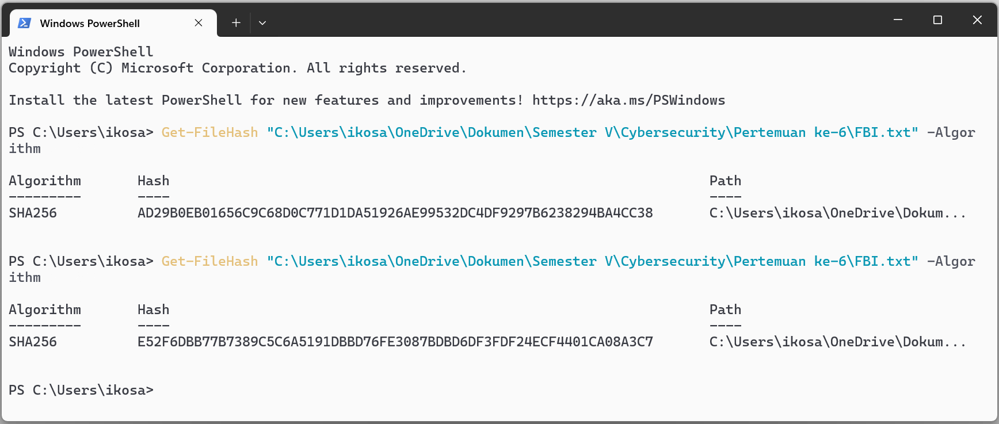 Windows PowerShell
Windows PowerShell
Copyright (C) Microsoft Corporation. All rights reserved.
Install the latest PowerShell for new features and improvements! https://aka.ms/PSWindows
PS C:\Users\ikosa> Get-FileHash "C:\Users\ikosa\OneDrive\Dokumen\Semester V\Cybersecurity\Pertemuan ke-6\FBI.txt" -Algor
ithm
Algorithm Hash Path
--------- ---- ----
SHA256 AD29B0EB01656C9C68D0C771D1DA51926AE99532DC4DF9297B6238294BA4CC38 C:\Users\ikosa\OneDrive\Dokum...
PS C:\Users\ikosa> Get-FileHash "C:\Users\ikosa\OneDrive\Dokumen\Semester V\Cybersecurity\Pertemuan ke-6\FBI.txt" -Algor
ithm
Algorithm Hash Path
--------- ---- ----
SHA256 E52F6DBB77B7389C5C6A5191DBBD76FE3087BDBD6DF3FDF24ECF4401CA08A3C7 C:\Users\ikosa\OneDrive\Dokum...
PS C:\Users\ikosa>